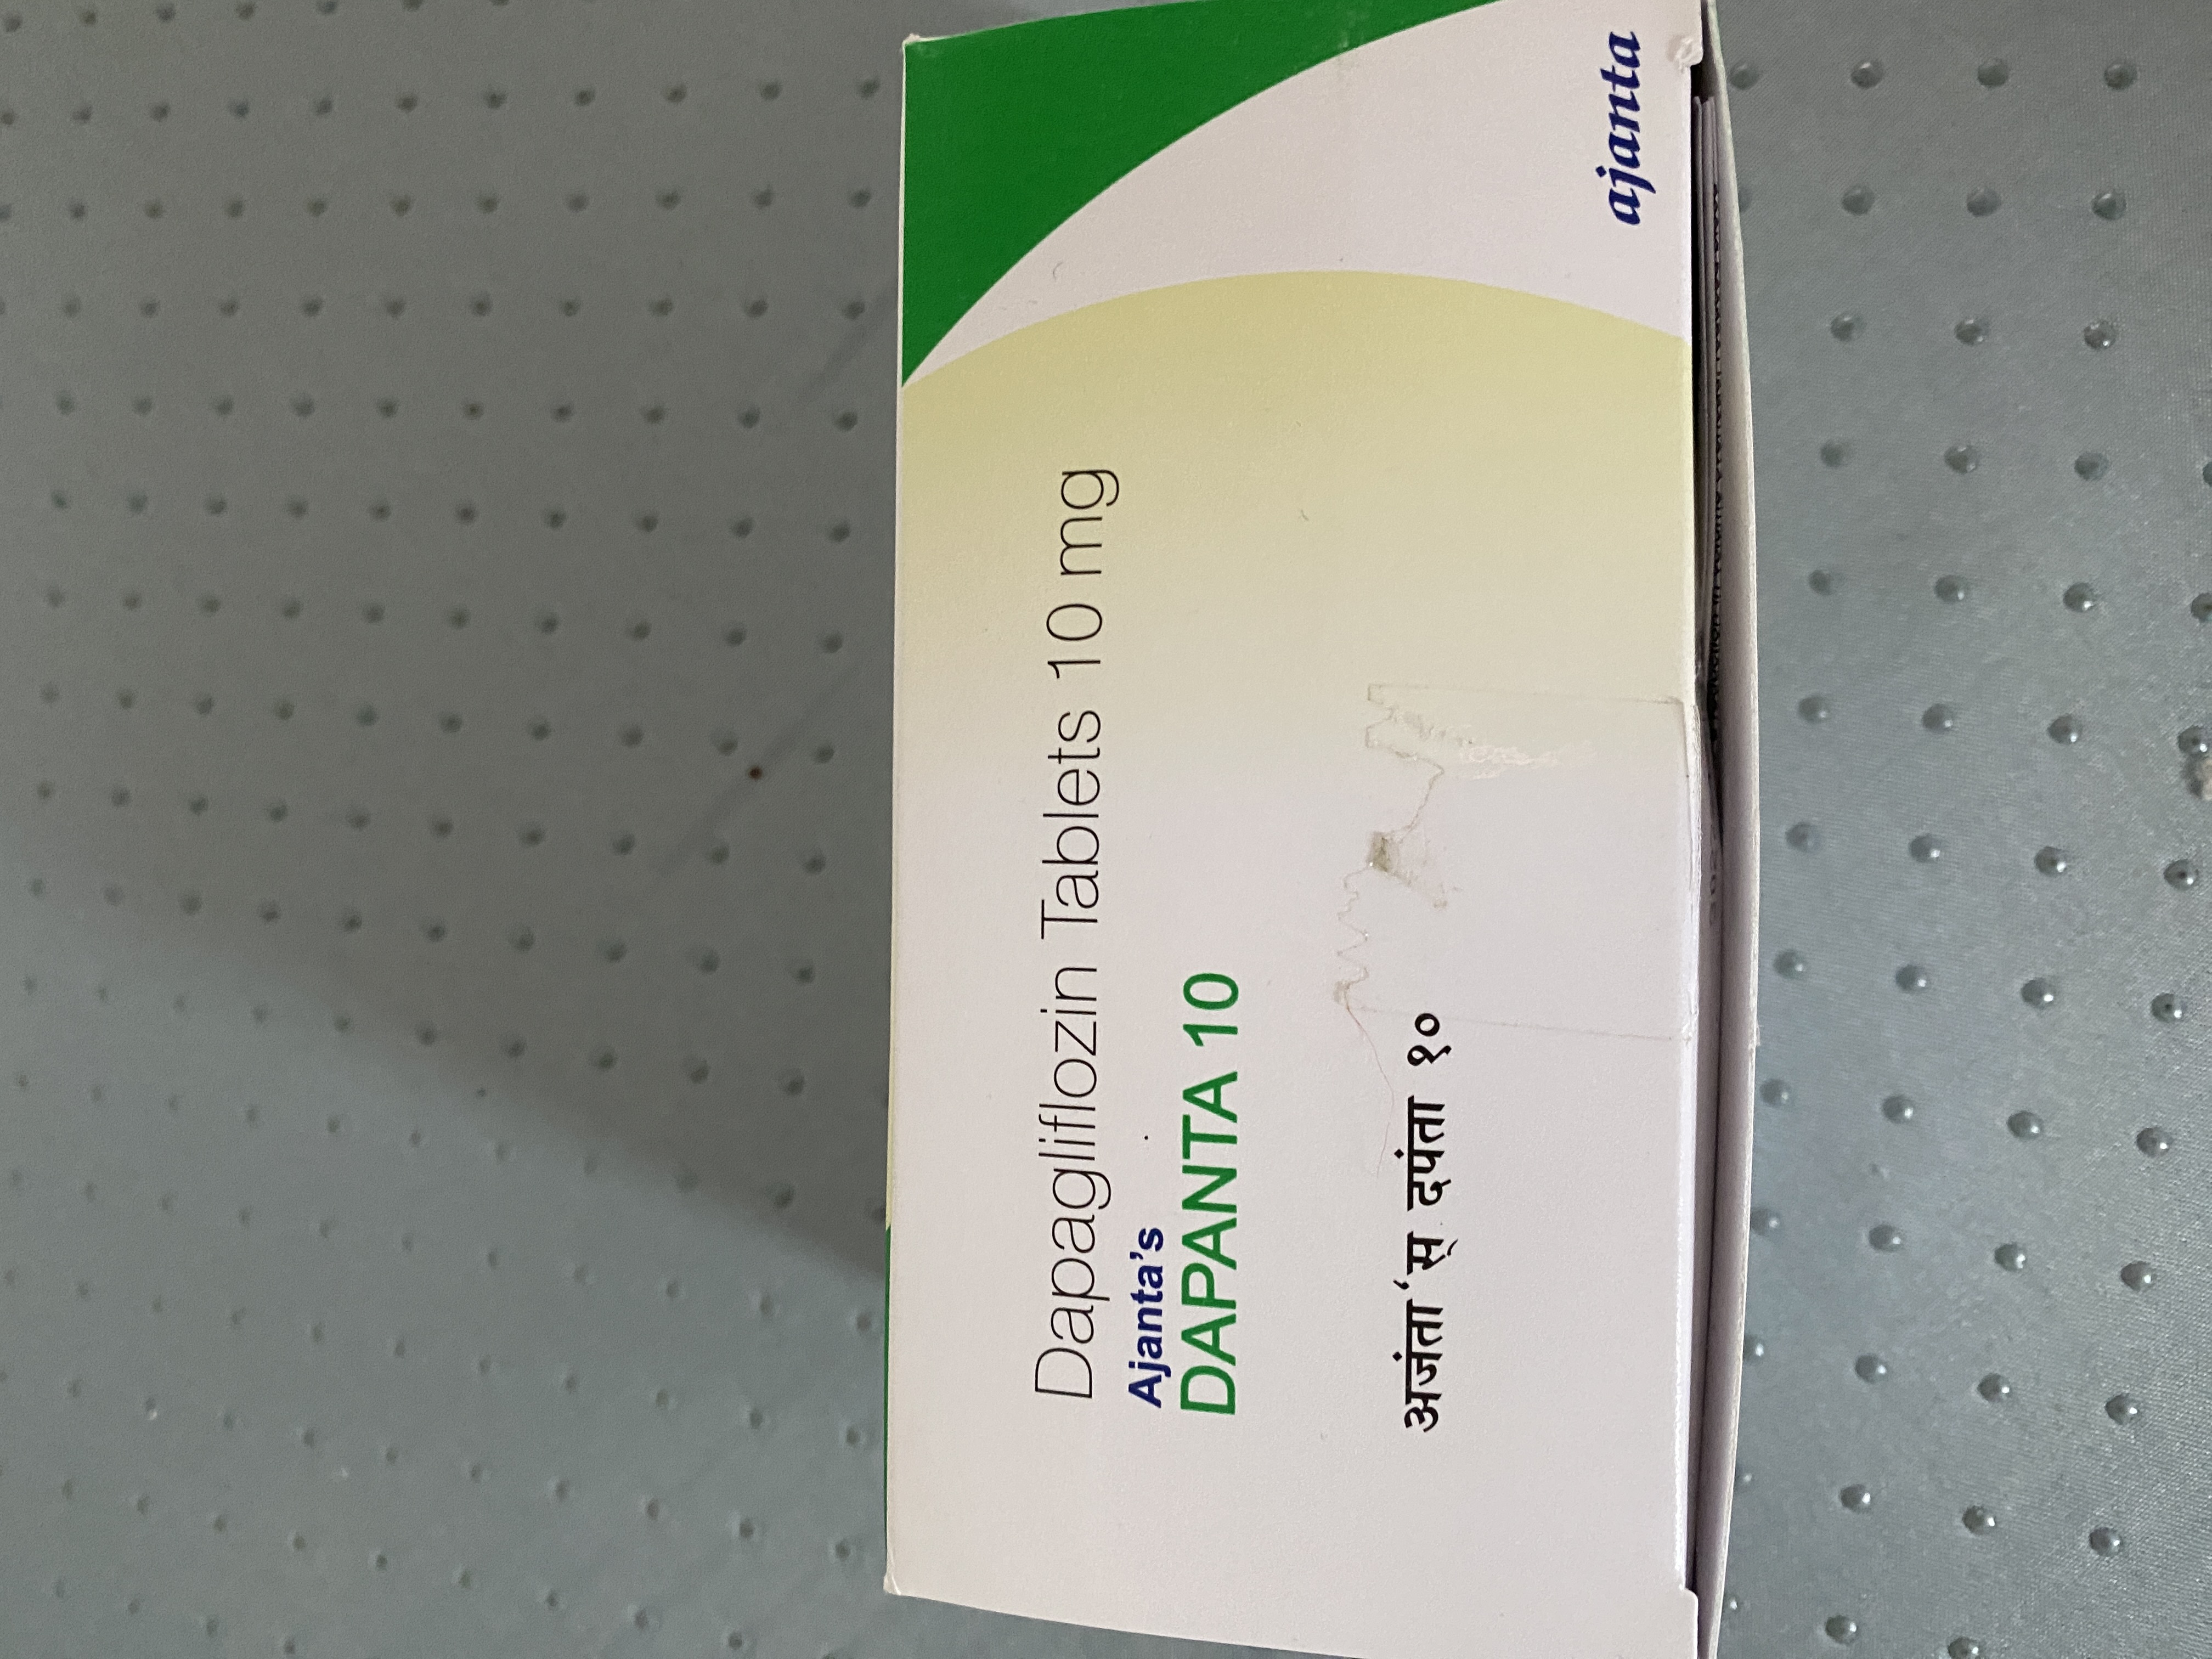 Dapagliflozin Tablets 10 mg
Ajanta's
DAPANTA 10
अजंता'स् दपंता १०
ajanta